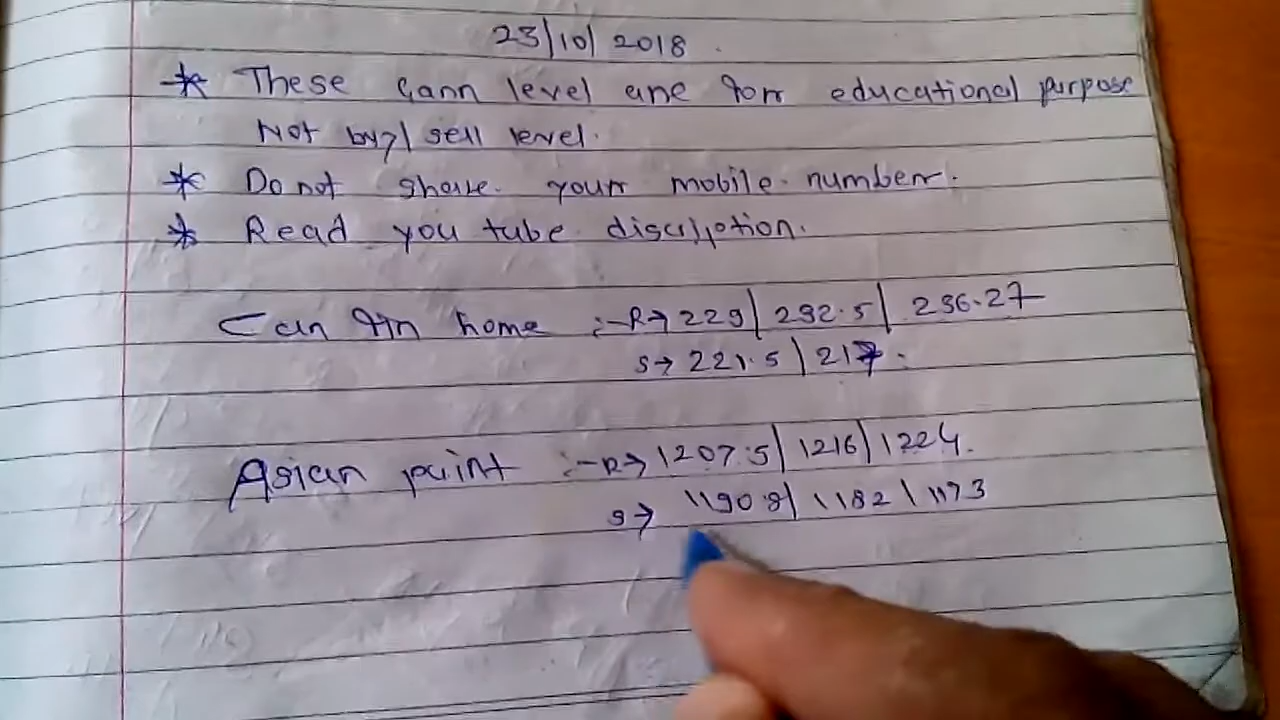 23/10/2018.
* These Gann level are for educational purpose
Not by/sell level.
* Do not share your mobile number.
* Read you tube discription.
Can fin home :- R→ 229/232.5/236.27
S→ 221.5/217.
Asian paint :- R→ 1207.5/1216/1224.
S→ 1190.8/1182/1173